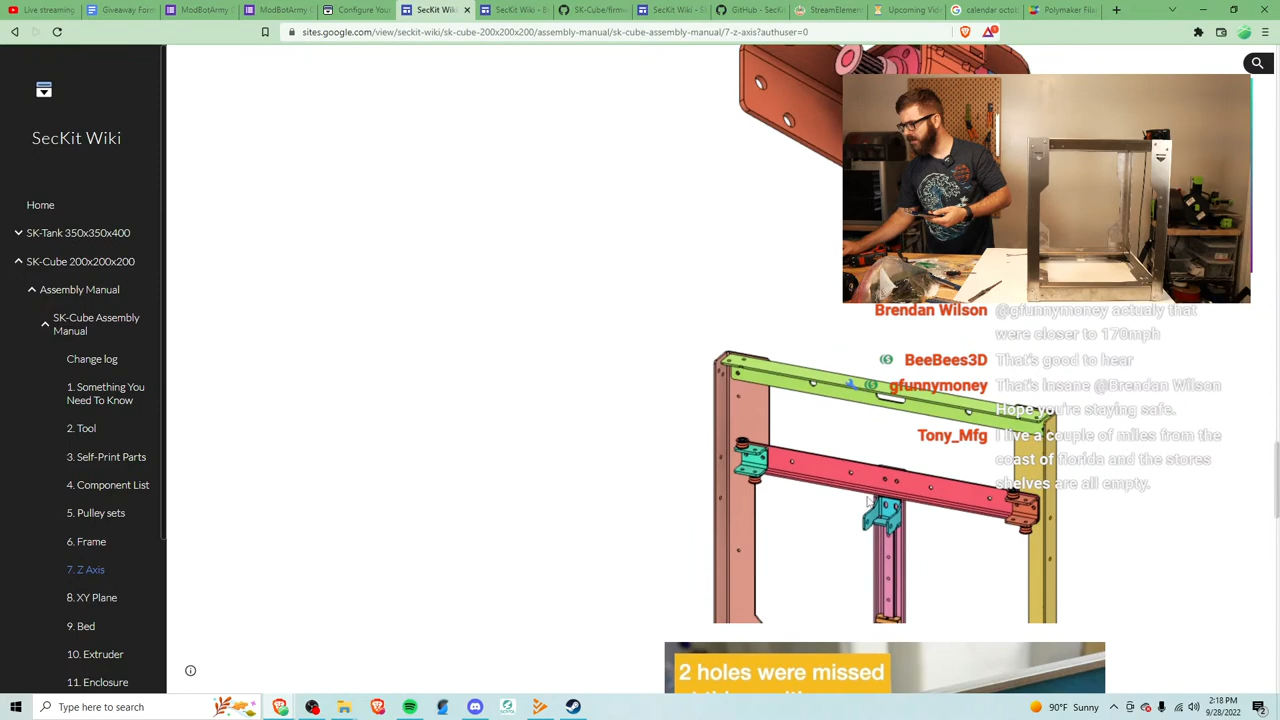 Live streaming
Giveaway Form
ModBotArmy G
ModBotArmy G
Configure Your
SecKit Wiki
SecKit Wiki - B
SK-Cube/firmw
SecKit Wiki - S
GitHub - SecKi
StreamElemen
Upcoming Vid
calendar octob
Polymaker Fila
sites.google.com/view/seckit-wiki/sk-cube-200x200x200/assembly-manual/sk-cube-assembly-manual/7-z-axis?authuser=0
SecKit Wiki
Home
SK-Tank 350x350x400
SK-Cube 200x200x200
Assembly Manual
SK-Cube Assembly
Manual
Change log
1. Something You
Need To Know
2. Tool
3. Self-Print Parts
4. Component List
5. Pulley sets
6. Frame
7. Z Axis
8. XY Plane
9. Bed
10. Extruder
11. Enclosure
Brendan Wilson @gfunnymoney actualy that
were closer to 170mph
BeeBees3D That's good to hear
gfunnymoney That's Insane @Brendan Wilson
Hope you're staying safe.
Tony_Mfg I live a couple of miles from the
coast of florida and the stores
shelves are all empty.
2 holes were missed
Type here to search
90°F Sunny
2:18 PM
9/28/2022
2